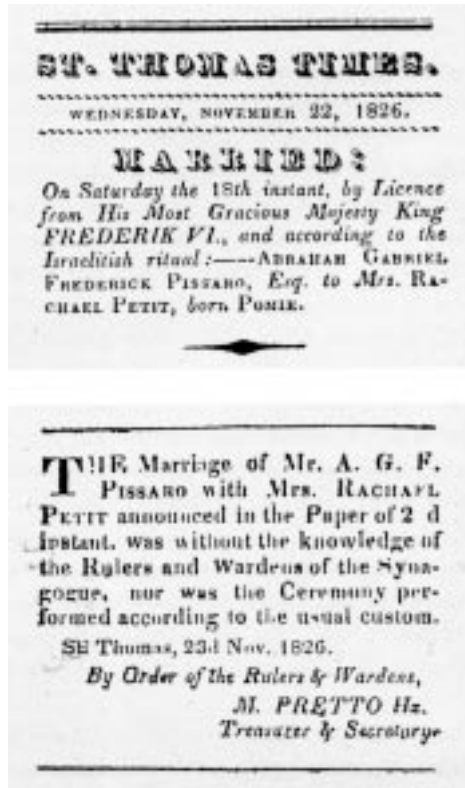 ST. THOMAS TIMES.
WEDNESDAY, NOVEMBER 22, 1826.
MARRIED:
On Saturday the 18th instant, by Licence
from His Most Gracious Majesty King
FREDERIK VI., and according to the
Israelitish ritual:——ABRAHAM GABRIEL
FREDERICK PISSARO, Esq. to Mrs. RA-
CHAEL PETIT, born POMIE.
THE Marriage of Mr. A. G. F.
PISSARO with Mrs. RACHAEL
PETIT announced in the Paper of 2 d
instant. was without the knowledge of
the Rulers and Wardens of the Syna-
gogue, nor was the Ceremony per-
formed according to the usual custom.
St Thomas, 23d Nov. 1826.
By Order of the Rulers & Wardens,
M. PRETTO Hz.
Treasurer & Secretary.